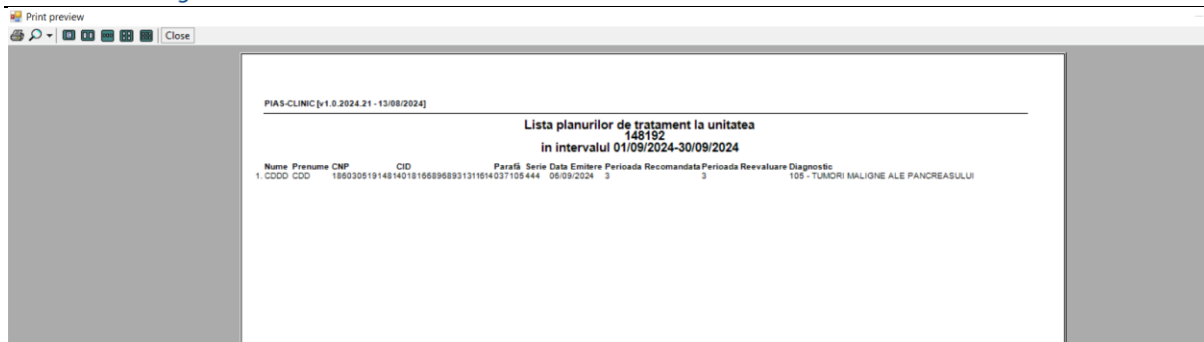 Print preview
Close
PIAS-CLINIC [v1.0.2024.21 - 13/08/2024]
Lista planurilor de tratament la unitatea
148192
in intervalul 01/09/2024-30/09/2024
Nume Prenume CNP CID Parafă Serie Data Emitere Perioada Recomandata Perioada Reevaluare Diagnostic
1. CDDD CDD 444 06/09/2024 3 3 105 - TUMORI MALIGNE ALE PANCREASULUI